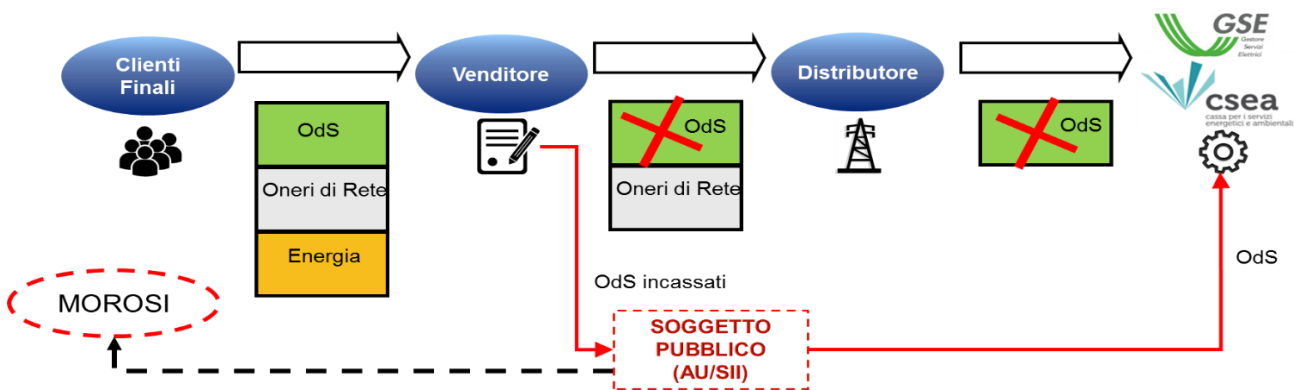 Clienti
Finali
OdS
Oneri di Rete
Energia
Venditore
OdS
Oneri di Rete
Distributore
OdS
GSE
Gestore
Servizi
Elettrici
csea
cassa per i servizi
energetici e ambientali
OdS
OdS incassati
MOROSI
SOGGETTO
PUBBLICO
(AU/SII)